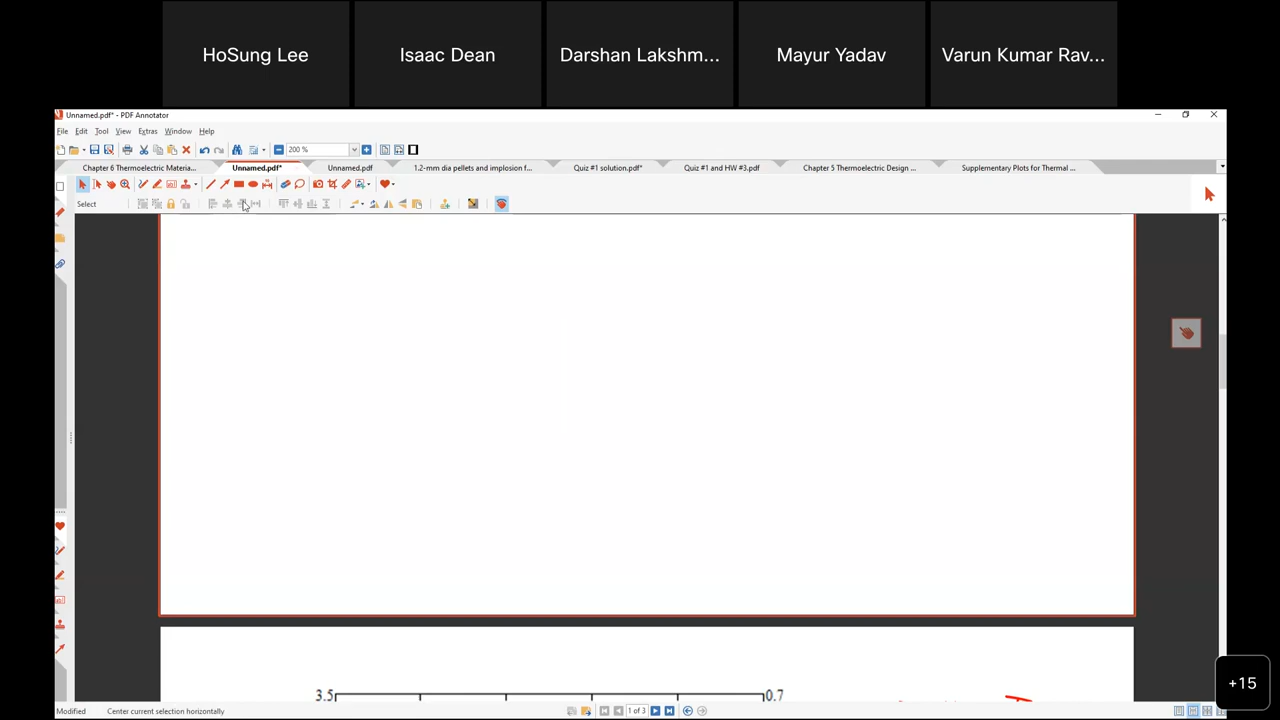 HoSung Lee
Isaac Dean
Darshan Lakshm...
Mayur Yadav
Varun Kumar Rav...
Unnamed.pdf* - PDF Annotator
File Edit Tool View Extras Window Help
200 %
Chapter 6 Thermoelectric Materia...
Unnamed.pdf*
Unnamed.pdf
1.2-mm dia pellets and implosion f...
Quiz #1 solution.pdf*
Quiz #1 and HW #3.pdf
Chapter 5 Thermoelectric Design ...
Supplementary Plots for Thermal ...
Select
3.5
0.7
+15
Modified
Center current selection horizontally
1 of 3